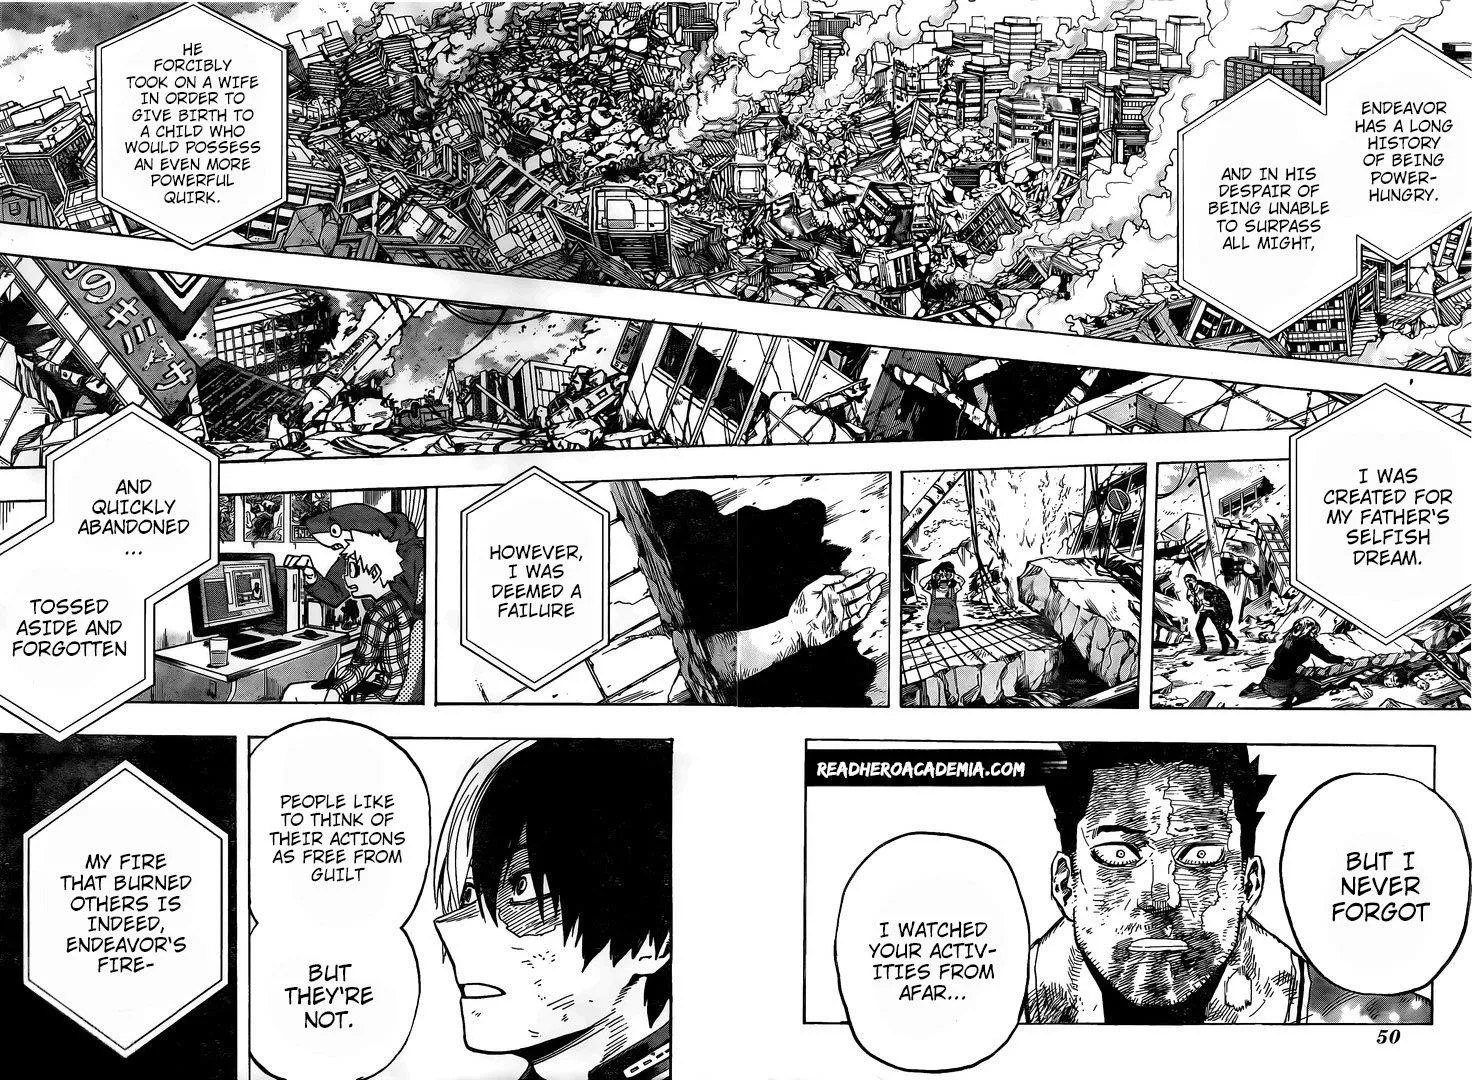 ENDEAVOR
HAS A LONG
HISTORY
OF BEING
POWER-
HUNGRY.
AND IN HIS
DESPAIR OF
BEING UNABLE
TO SURPASS
ALL MIGHT,
HE
FORCIBLY
TOOK ON A WIFE
IN ORDER TO
GIVE BIRTH TO
A CHILD WHO
WOULD POSSESS
AN EVEN MORE
POWERFUL
QUIRK.
I WAS
CREATED FOR
MY FATHER'S
SELFISH
DREAM.
HOWEVER,
I WAS
DEEMED A
FAILURE
AND
QUICKLY
ABANDONED
...
TOSSED
ASIDE AND
FORGOTTEN
BUT I
NEVER
FORGOT
READHEROACADEMIA.COM
I WATCHED
YOUR ACTIV-
ITIES FROM
AFAR...
PEOPLE LIKE
TO THINK OF
THEIR ACTIONS
AS FREE FROM
GUILT
BUT
THEY'RE
NOT.
MY FIRE
THAT BURNED
OTHERS IS
INDEED,
ENDEAVOR'S
FIRE-
50